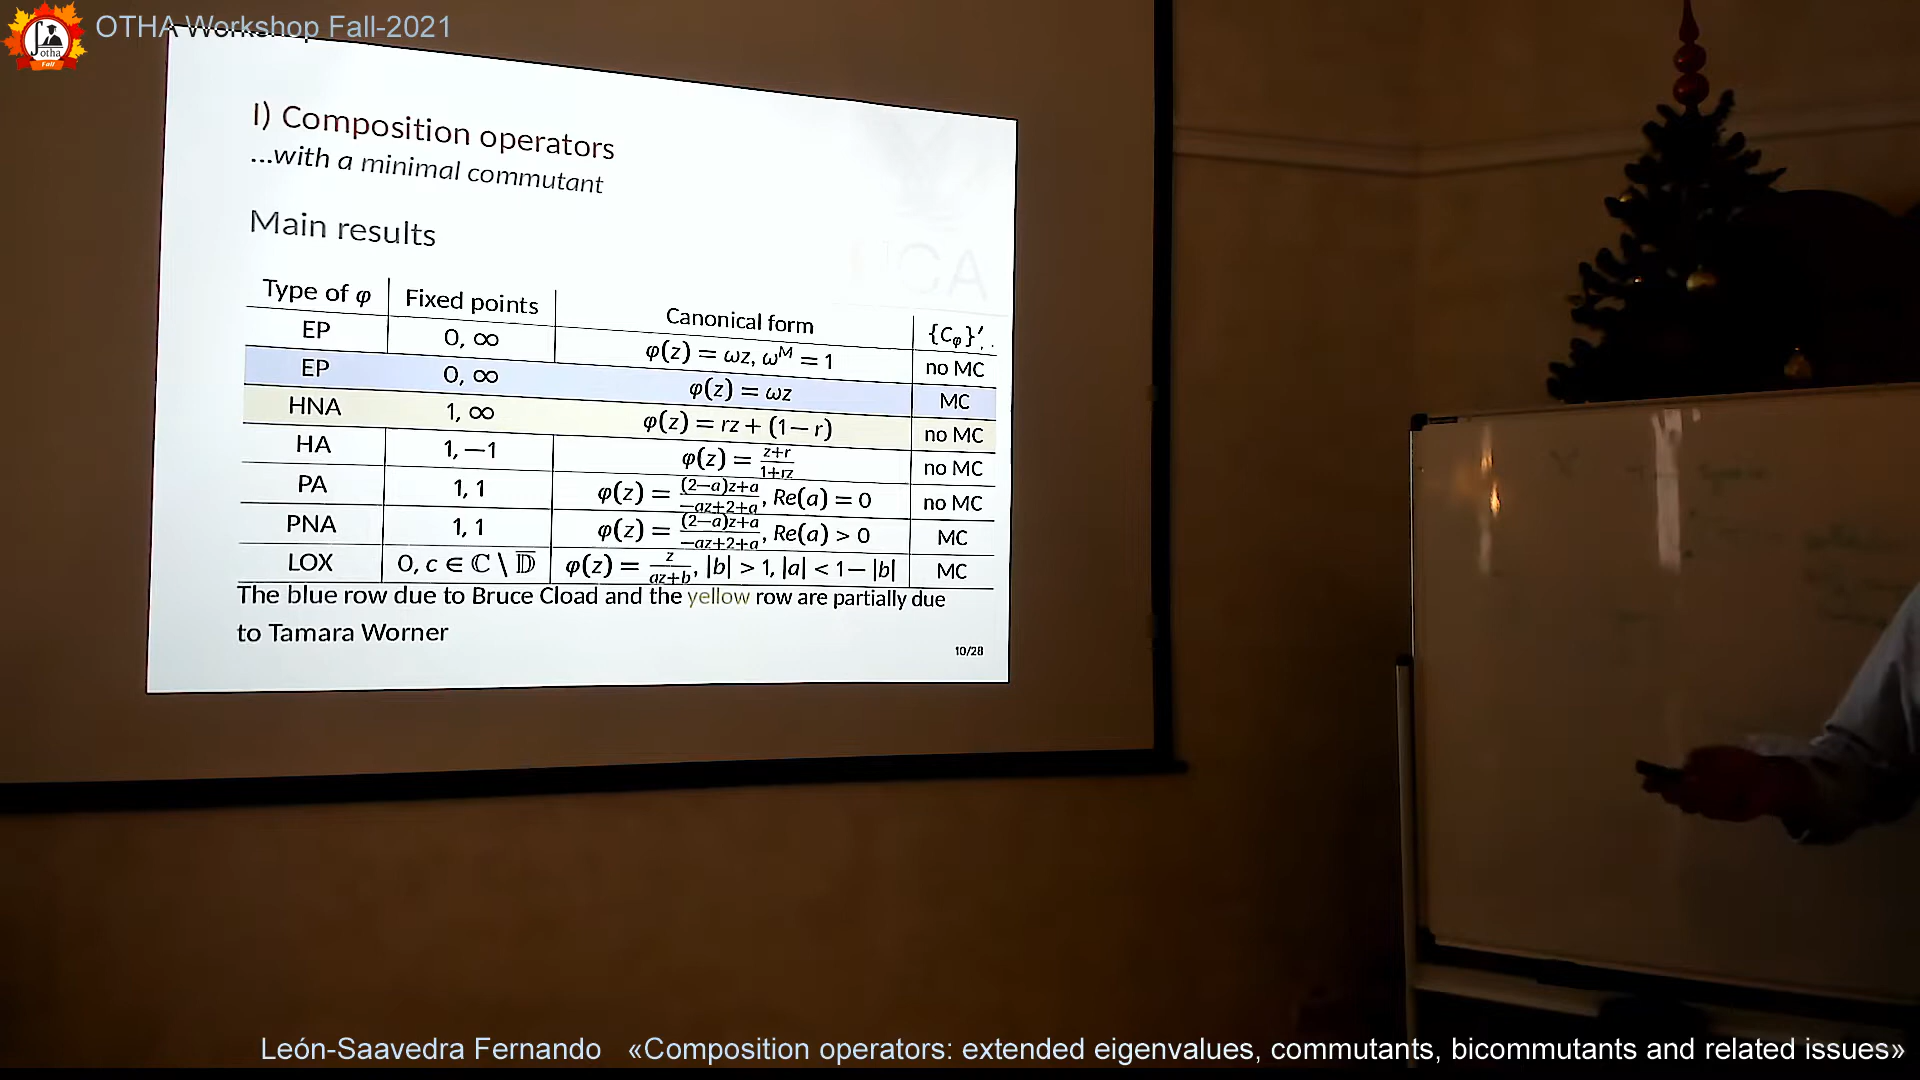 OTHA Workshop Fall-2021
otha
Fall
I) Composition operators
...with a minimal commutant
Main results
Type of φ | Fixed points | Canonical form | {C_φ}′
EP | 0, ∞ | φ(z) = ωz, ω^M = 1 | no MC
EP | 0, ∞ | φ(z) = ωz | MC
HNA | 1, ∞ | φ(z) = rz + (1 − r) | no MC
HA | 1, −1 | φ(z) = (z+r)/(1+rz) | no MC
PA | 1, 1 | φ(z) = ((2−a)z+a)/(−az+2+a), Re(a) = 0 | no MC
PNA | 1, 1 | φ(z) = ((2−a)z+a)/(−az+2+a), Re(a) > 0 | MC
LOX | 0, c ∈ ℂ \ 𝔻̅ | φ(z) = z/(az+b), |b| > 1, |a| < 1 − |b| | MC
The blue row due to Bruce Cload and the yellow row are partially due
to Tamara Worner
10/28
UCA
León-Saavedra Fernando «Composition operators: extended eigenvalues, commutants, bicommutants and related issues»